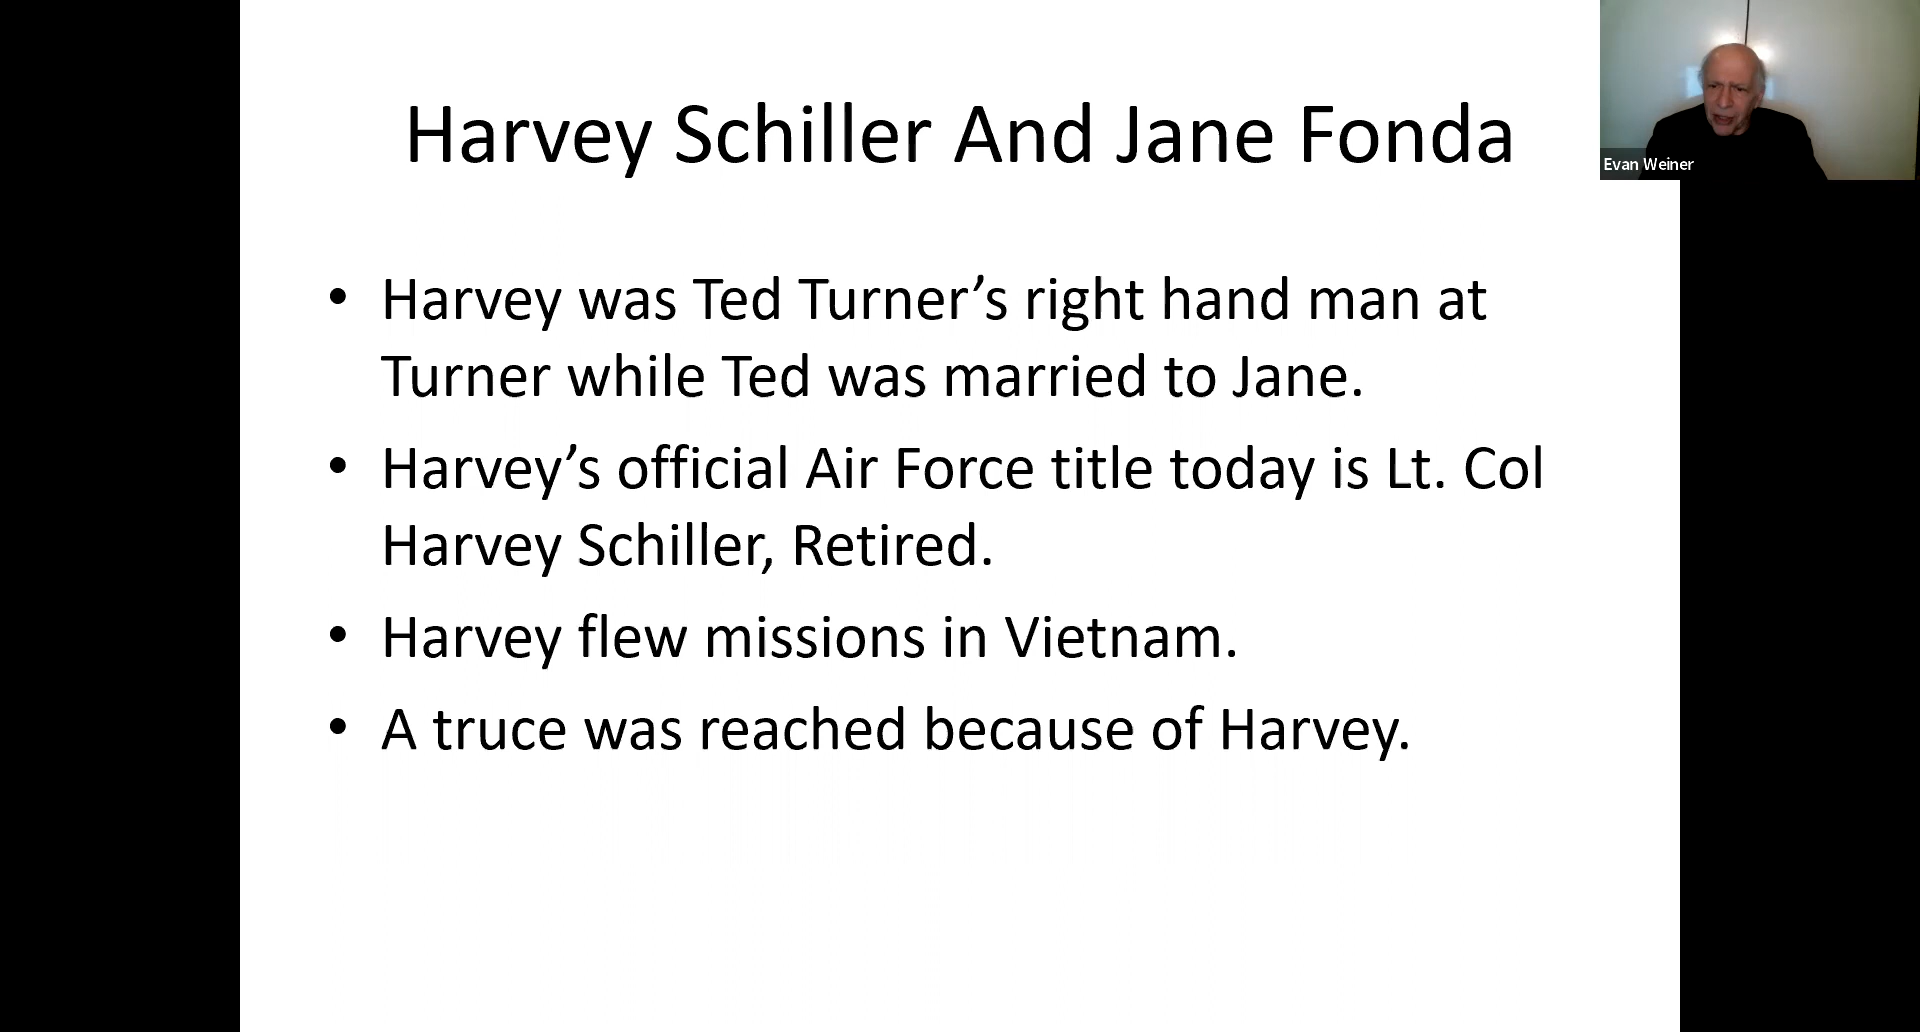 Harvey Schiller And Jane Fonda
Evan Weiner
• Harvey was Ted Turner’s right hand man at
Turner while Ted was married to Jane.
• Harvey’s official Air Force title today is Lt. Col
Harvey Schiller, Retired.
• Harvey flew missions in Vietnam.
• A truce was reached because of Harvey.